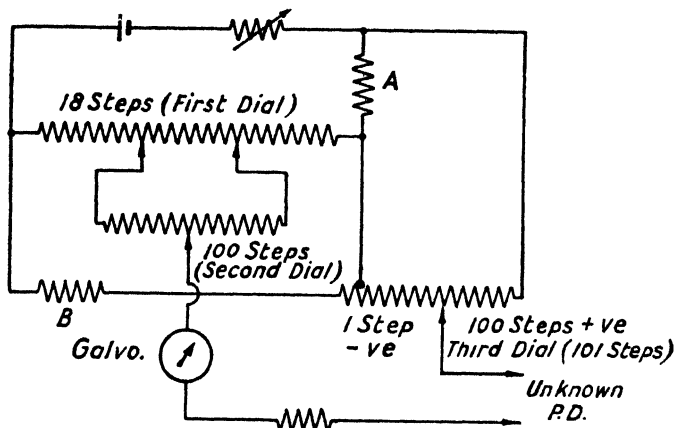 A
18 Steps (First Dial)
100 Steps
(Second Dial)
B
1 Step
-ve
100 Steps +ve
Third Dial (101 Steps)
Galvo.
Unknown
P.D.